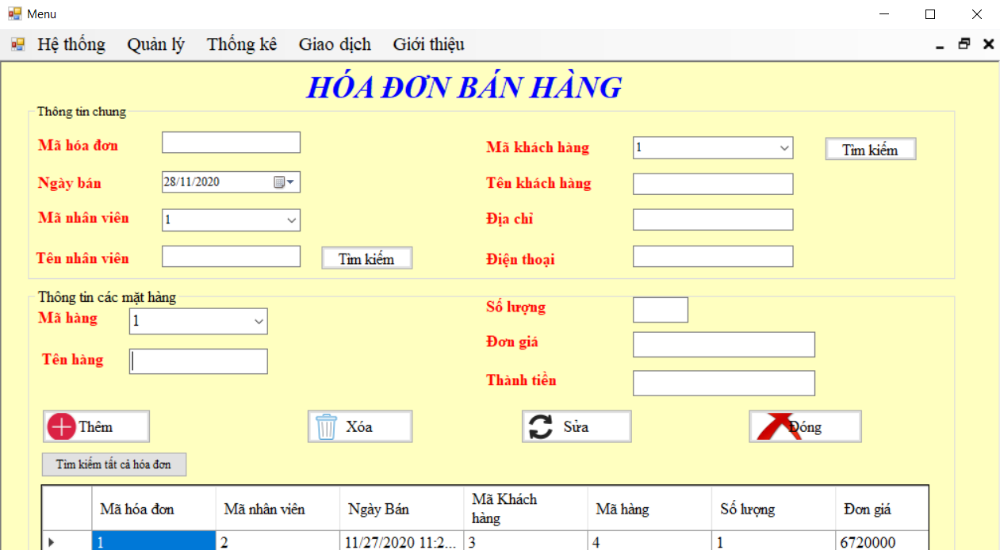 Menu
Hệ thống Quản lý Thống kê Giao dịch Giới thiệu
HÓA ĐƠN BÁN HÀNG
Thông tin chung
Mã hóa đơn
Mã khách hàng 1 Tìm kiếm
Ngày bán 28/11/2020
Tên khách hàng
Mã nhân viên 1
Địa chỉ
Tên nhân viên Tìm kiếm
Điện thoại
Thông tin các mặt hàng
Mã hàng 1
Số lượng
Đơn giá
Tên hàng
Thành tiền
Thêm Xóa Sửa Đóng
Tìm kiếm tất cả hóa đơn
Mã hóa đơn Mã nhân viên Ngày Bán Mã Khách hàng Mã hàng Số lượng Đơn giá
1 2 11/27/2020 11:2... 3 4 1 6720000